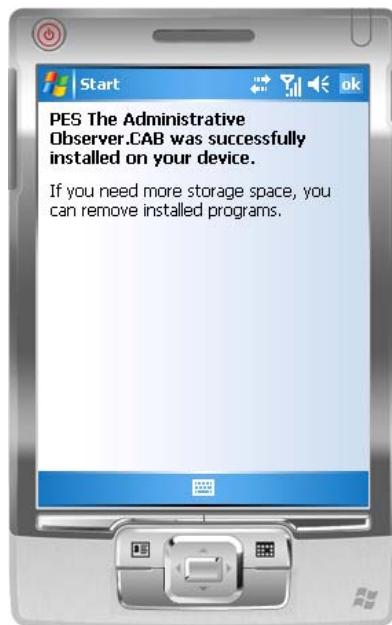 Start
ok
PES The Administrative
Observer.CAB was successfully
installed on your device.
If you need more storage space, you
can remove installed programs.